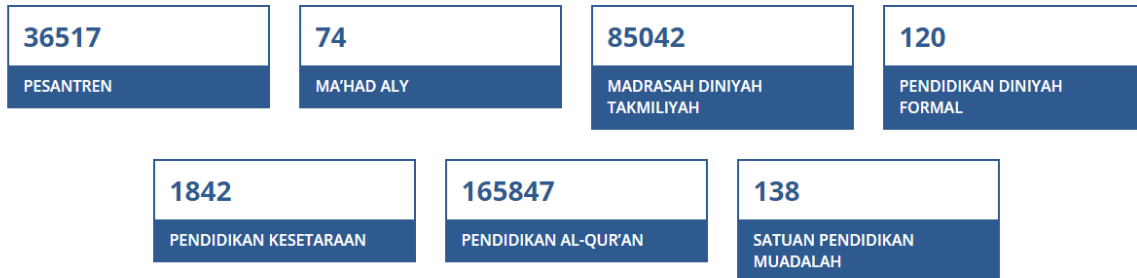 36517
PESANTREN
74
MA'HAD ALY
85042
MADRASAH DINIYAH
TAKMILIYAH
120
PENDIDIKAN DINIYAH
FORMAL
1842
PENDIDIKAN KESETARAAN
165847
PENDIDIKAN AL-QUR'AN
138
SATUAN PENDIDIKAN
MUADALAH